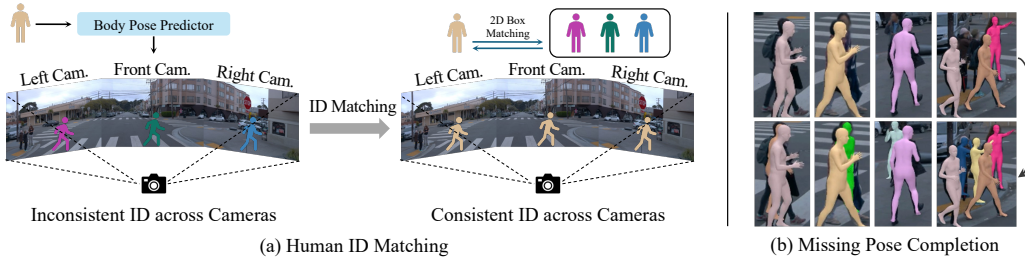 Body Pose Predictor
Left Cam.
Front Cam.
Right Cam.
Inconsistent ID across Cameras
ID Matching
2D Box
Matching
Left Cam.
Front Cam.
Right Cam.
Consistent ID across Cameras
(a) Human ID Matching
(b) Missing Pose Completion